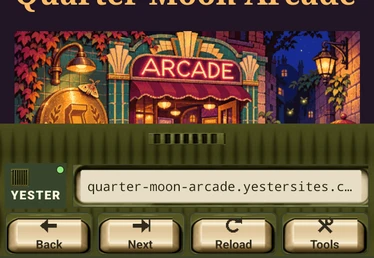 Quarter Moon Arcade
ARCADE
YESTER
quarter-moon-arcade.yestersites.c…
Back
Next
Reload
Tools